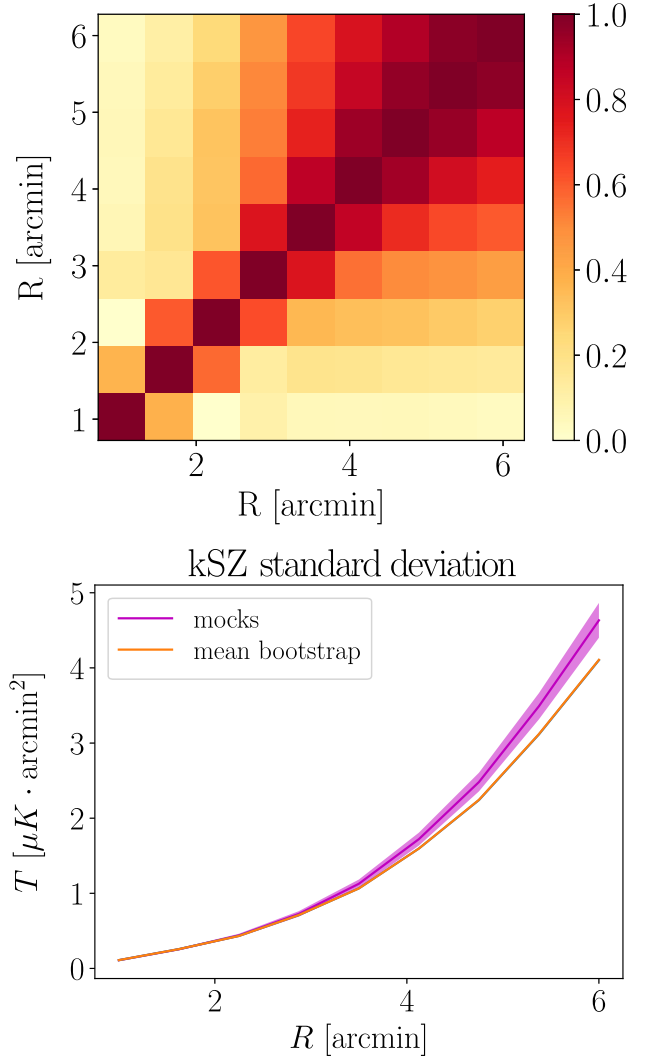 6
5
4
3
2
1
R [arcmin]
2 4 6
R [arcmin]
1.0
0.8
0.6
0.4
0.2
0.0
kSZ standard deviation
mocks
mean bootstrap
5
4
3
2
1
0
T [μK · arcmin²]
2 4 6
R [arcmin]